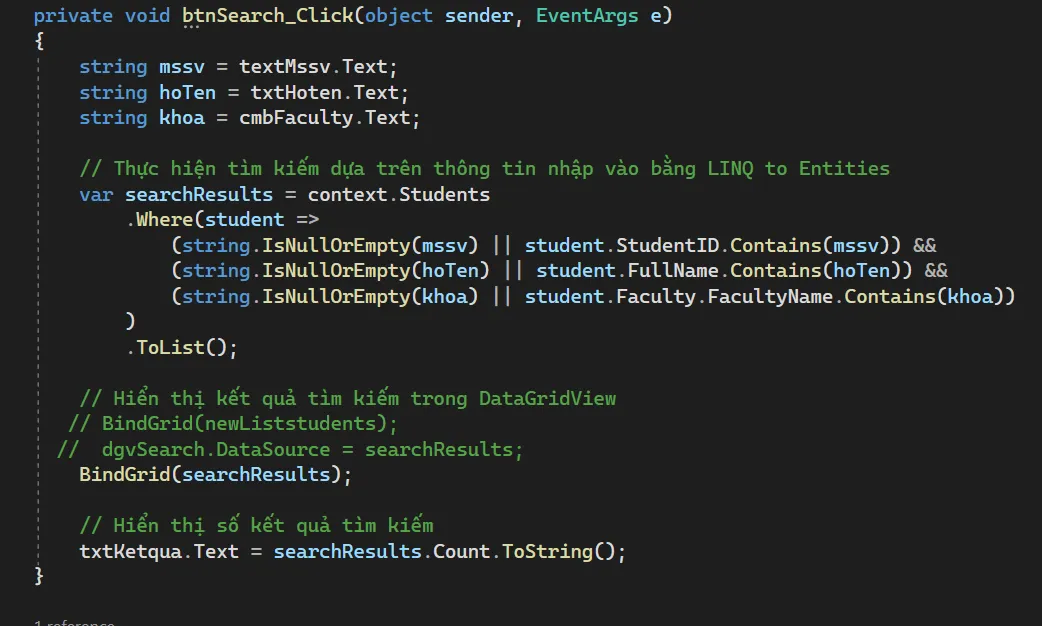 private void btnSearch_Click(object sender, EventArgs e)
{
string mssv = textMssv.Text;
string hoTen = txtHoten.Text;
string khoa = cmbFaculty.Text;
// Thực hiện tìm kiếm dựa trên thông tin nhập vào bằng LINQ to Entities
var searchResults = context.Students
.Where(student =>
(string.IsNullOrEmpty(mssv) || student.StudentID.Contains(mssv)) &&
(string.IsNullOrEmpty(hoTen) || student.FullName.Contains(hoTen)) &&
(string.IsNullOrEmpty(khoa) || student.Faculty.FacultyName.Contains(khoa))
)
.ToList();
// Hiển thị kết quả tìm kiếm trong DataGridView
// BindGrid(newListstudents);
//  dgvSearch.DataSource = searchResults;
BindGrid(searchResults);
// Hiển thị số kết quả tìm kiếm
txtKetqua.Text = searchResults.Count.ToString();
}
1 reference